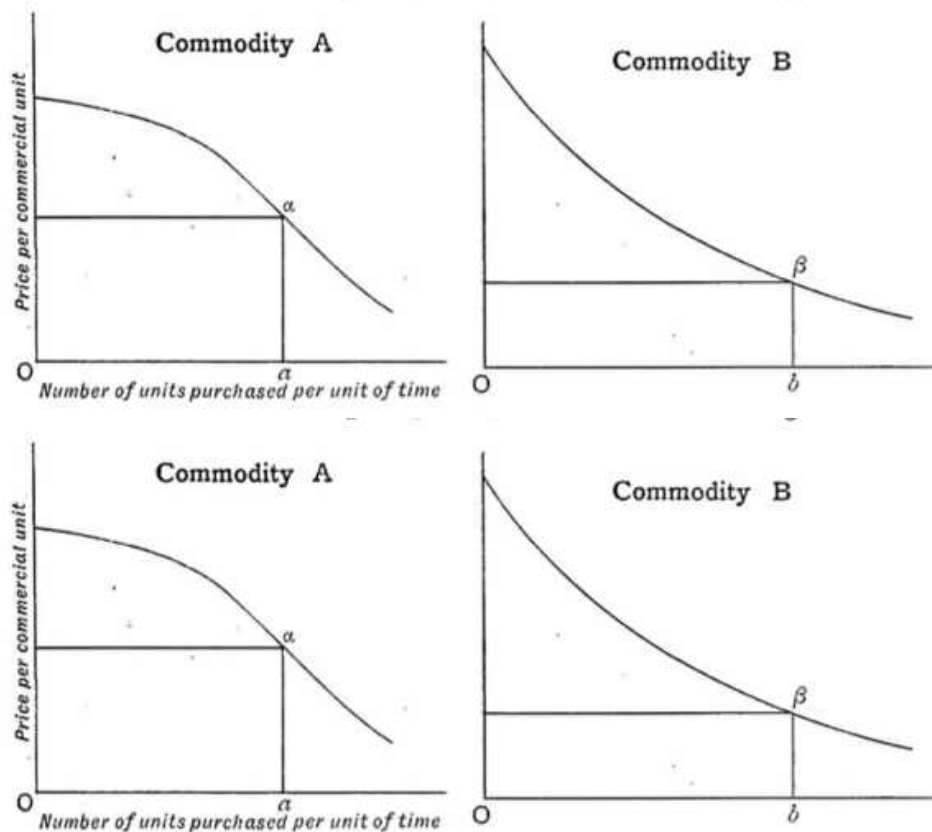 Commodity A
Commodity B
Price per commercial unit
α
β
O
a
O
b
Number of units purchased per unit of time
Commodity A
Commodity B
Price per commercial unit
α
β
O
a
O
b
Number of units purchased per unit of time